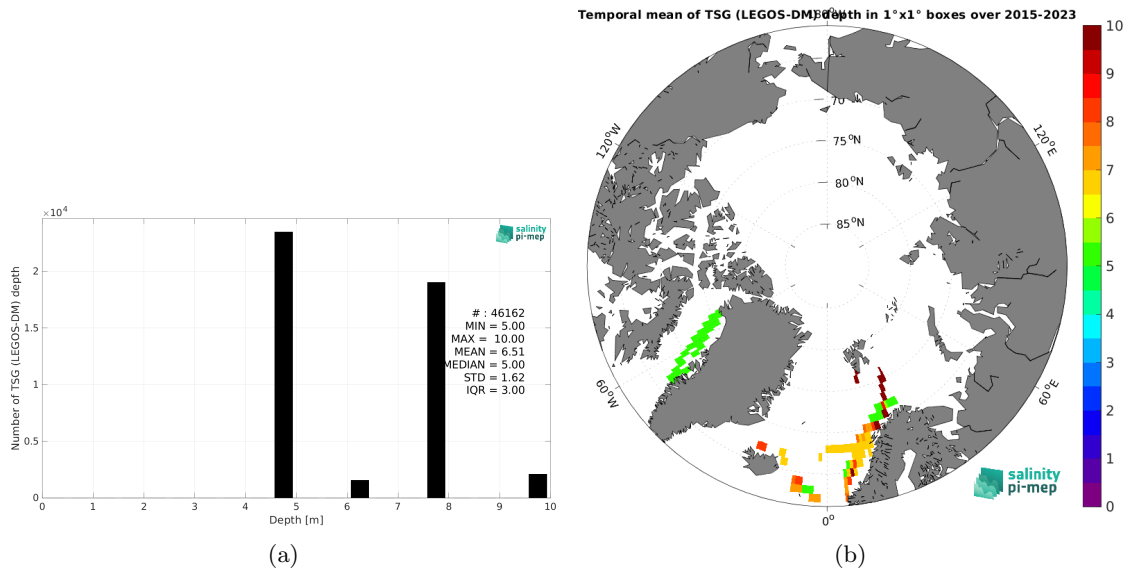 Temporal mean of TSG (LEGOS-DM) depth in 1°x1° boxes over 2015-2023
180°W
×10⁴
Number of TSG (LEGOS-DM) depth
2
1.5
1
0.5
0
0 1 2 3 4 5 6 7 8 9 10
Depth [m]
salinity
pi-mep
# : 46162
MIN = 5.00
MAX = 10.00
MEAN = 6.51
MEDIAN = 5.00
STD = 1.62
IQR = 3.00
(a)
120°W
120°E
60°W
60°E
0°
70
75°N
80°N
85°N
salinity
pi-mep
10
9
8
7
6
5
4
3
2
1
0
(b)